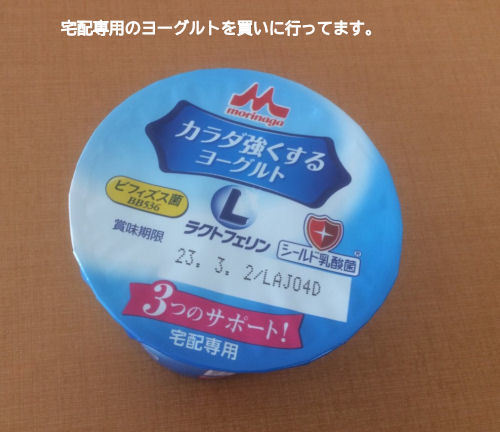 宅配専用のヨーグルトを買いに行ってます。
morinaga
カラダ強くする
ヨーグルト
ビフィズス菌
BB536
L
ラクトフェリン
賞味期限
シールド乳酸菌®
23. 3. 2/LAJ04D
3つのサポート!
宅配専用